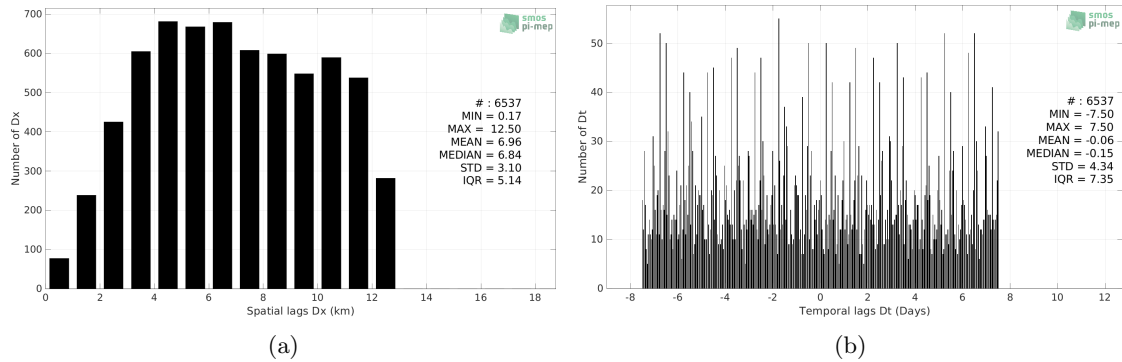 700
600
500
400
300
200
100
0
Number of Dx
0 2 4 6 8 10 12 14 16 18
Spatial lags Dx (km)
smos
pi-mep
# : 6537
MIN = 0.17
MAX = 12.50
MEAN = 6.96
MEDIAN = 6.84
STD = 3.10
IQR = 5.14
(a)
50
40
30
20
10
0
Number of Dt
-8 -6 -4 -2 0 2 4 6 8 10 12
Temporal lags Dt (Days)
smos
pi-mep
# : 6537
MIN = -7.50
MAX = 7.50
MEAN = -0.06
MEDIAN = -0.15
STD = 4.34
IQR = 7.35
(b)